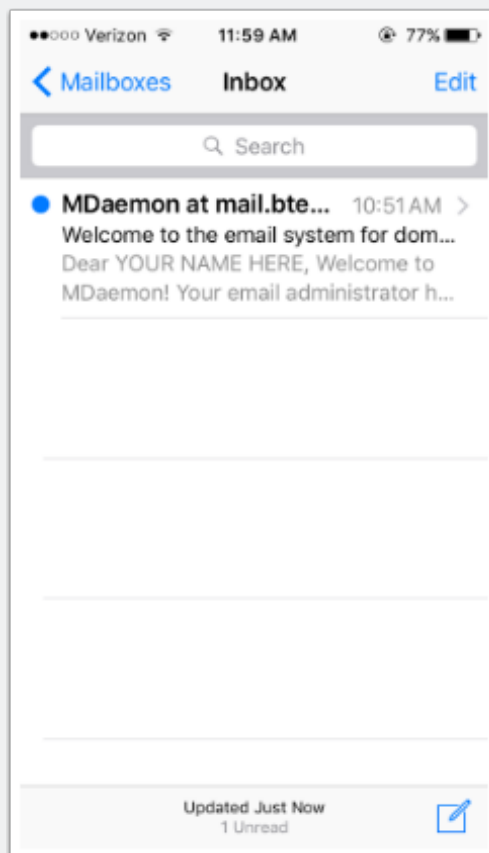 Verizon 11:59 AM 77%
Mailboxes Inbox Edit
Search
MDaemon at mail.bte... 10:51 AM
Welcome to the email system for dom...
Dear YOUR NAME HERE, Welcome to
MDaemon! Your email administrator h...
Updated Just Now
1 Unread